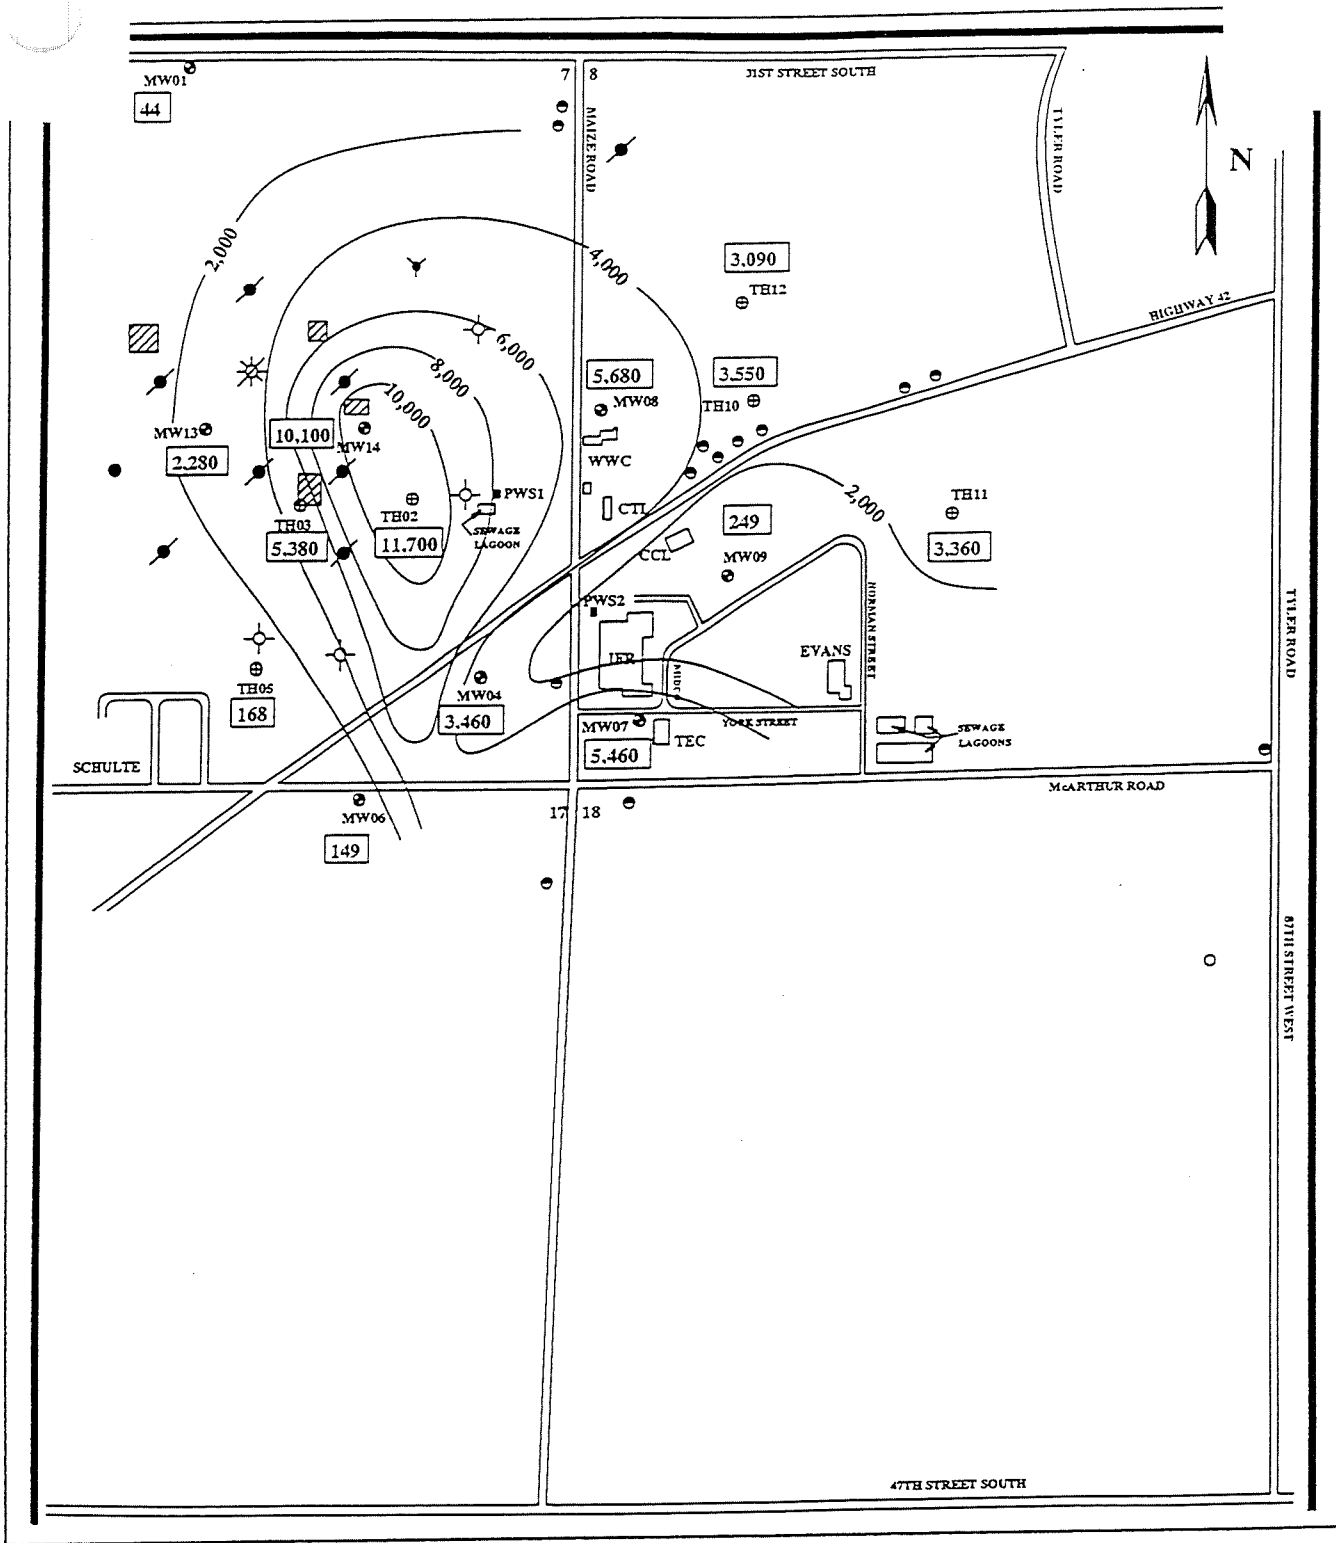 MW01
44
7 8
31ST STREET SOUTH
MAIZE ROAD
TYLER ROAD
N
2,000
4,000
3,090
TH12
HIGHWAY 42
6,000
8,000
10,000
5,680
MW08
3,550
TH10
MW13
2,280
10,100
MW14
WWC
PWS1
TH03
5,380
TH02
11,700
SEWAGE
LAGOON
CTL
249
CCL
MW09
2,000
TH11
3,360
PWS2
NORMAN STREET
TYLER ROAD
EVANS
TH05
168
MW04
3,460
MW07
5,460
TEC
YORK STREET
SEWAGE
LAGOONS
SCHULTE
McARTHUR ROAD
MW06
149
17 18
87TH STREET WEST
47TH STREET SOUTH